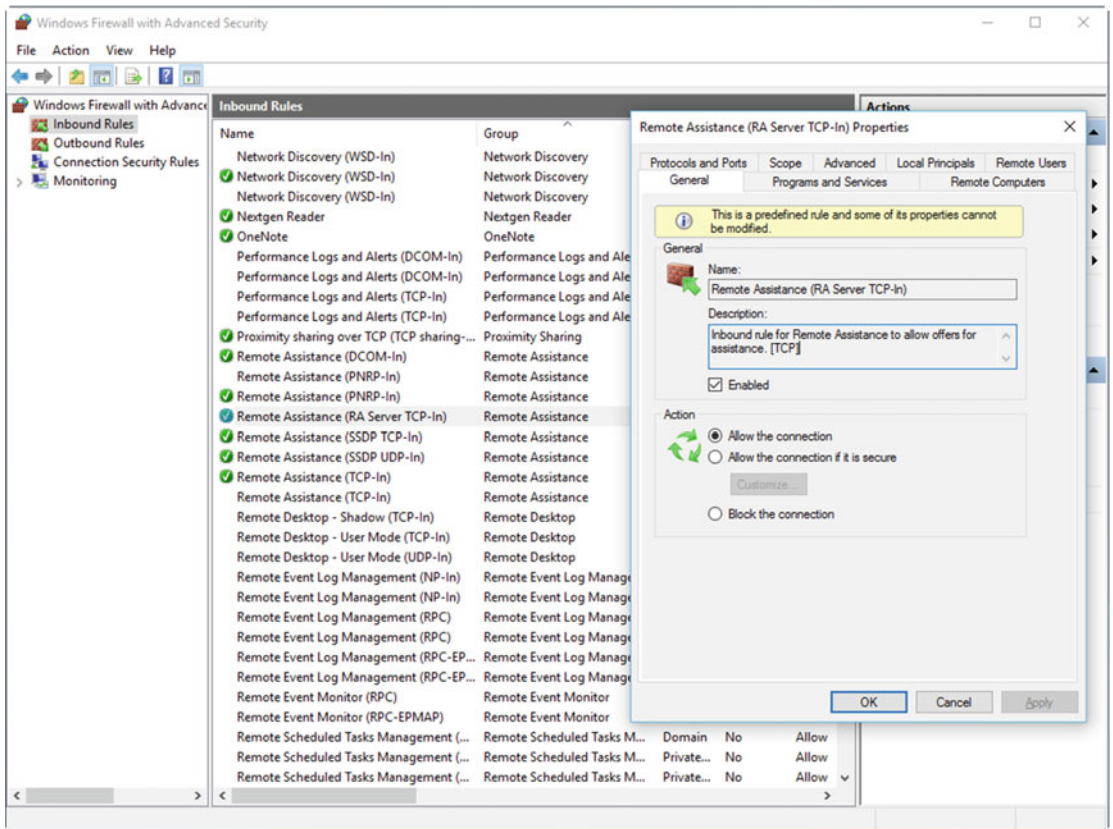 Windows Firewall with Advanced Security
File Action View Help
Windows Firewall with Advance
Inbound Rules
Outbound Rules
Connection Security Rules
Monitoring
Inbound Rules
Name Group
Network Discovery (WSD-In) Network Discovery
Network Discovery (WSD-In) Network Discovery
Network Discovery (WSD-In) Network Discovery
Nextgen Reader Nextgen Reader
OneNote OneNote
Performance Logs and Alerts (DCOM-In) Performance Logs and Ale
Performance Logs and Alerts (DCOM-In) Performance Logs and Ale
Performance Logs and Alerts (TCP-In) Performance Logs and Ale
Performance Logs and Alerts (TCP-In) Performance Logs and Ale
Proximity sharing over TCP (TCP sharing-... Proximity Sharing
Remote Assistance (DCOM-In) Remote Assistance
Remote Assistance (PNRP-In) Remote Assistance
Remote Assistance (PNRP-In) Remote Assistance
Remote Assistance (RA Server TCP-In) Remote Assistance
Remote Assistance (SSDP TCP-In) Remote Assistance
Remote Assistance (SSDP UDP-In) Remote Assistance
Remote Assistance (TCP-In) Remote Assistance
Remote Assistance (TCP-In) Remote Assistance
Remote Desktop - Shadow (TCP-In) Remote Desktop
Remote Desktop - User Mode (TCP-In) Remote Desktop
Remote Desktop - User Mode (UDP-In) Remote Desktop
Remote Event Log Management (NP-In) Remote Event Log Manage
Remote Event Log Management (NP-In) Remote Event Log Manage
Remote Event Log Management (RPC) Remote Event Log Manage
Remote Event Log Management (RPC) Remote Event Log Manage
Remote Event Log Management (RPC-EP... Remote Event Log Manage
Remote Event Log Management (RPC-EP... Remote Event Log Manage
Remote Event Monitor (RPC) Remote Event Monitor
Remote Event Monitor (RPC-EPMAP) Remote Event Monitor
Remote Scheduled Tasks Management (... Remote Scheduled Tasks M... Domain No Allow
Remote Scheduled Tasks Management (... Remote Scheduled Tasks M... Private... No Allow
Remote Scheduled Tasks Management (... Remote Scheduled Tasks M... Private... No Allow
Actions
Remote Assistance (RA Server TCP-In) Properties
Protocols and Ports Scope Advanced Local Principals Remote Users
General Programs and Services Remote Computers
This is a predefined rule and some of its properties cannot
be modified.
General
Name:
Remote Assistance (RA Server TCP-In)
Description:
Inbound rule for Remote Assistance to allow offers for
assistance. [TCP]
Enabled
Action
Allow the connection
Allow the connection if it is secure
Customize...
Block the connection
OK Cancel Apply